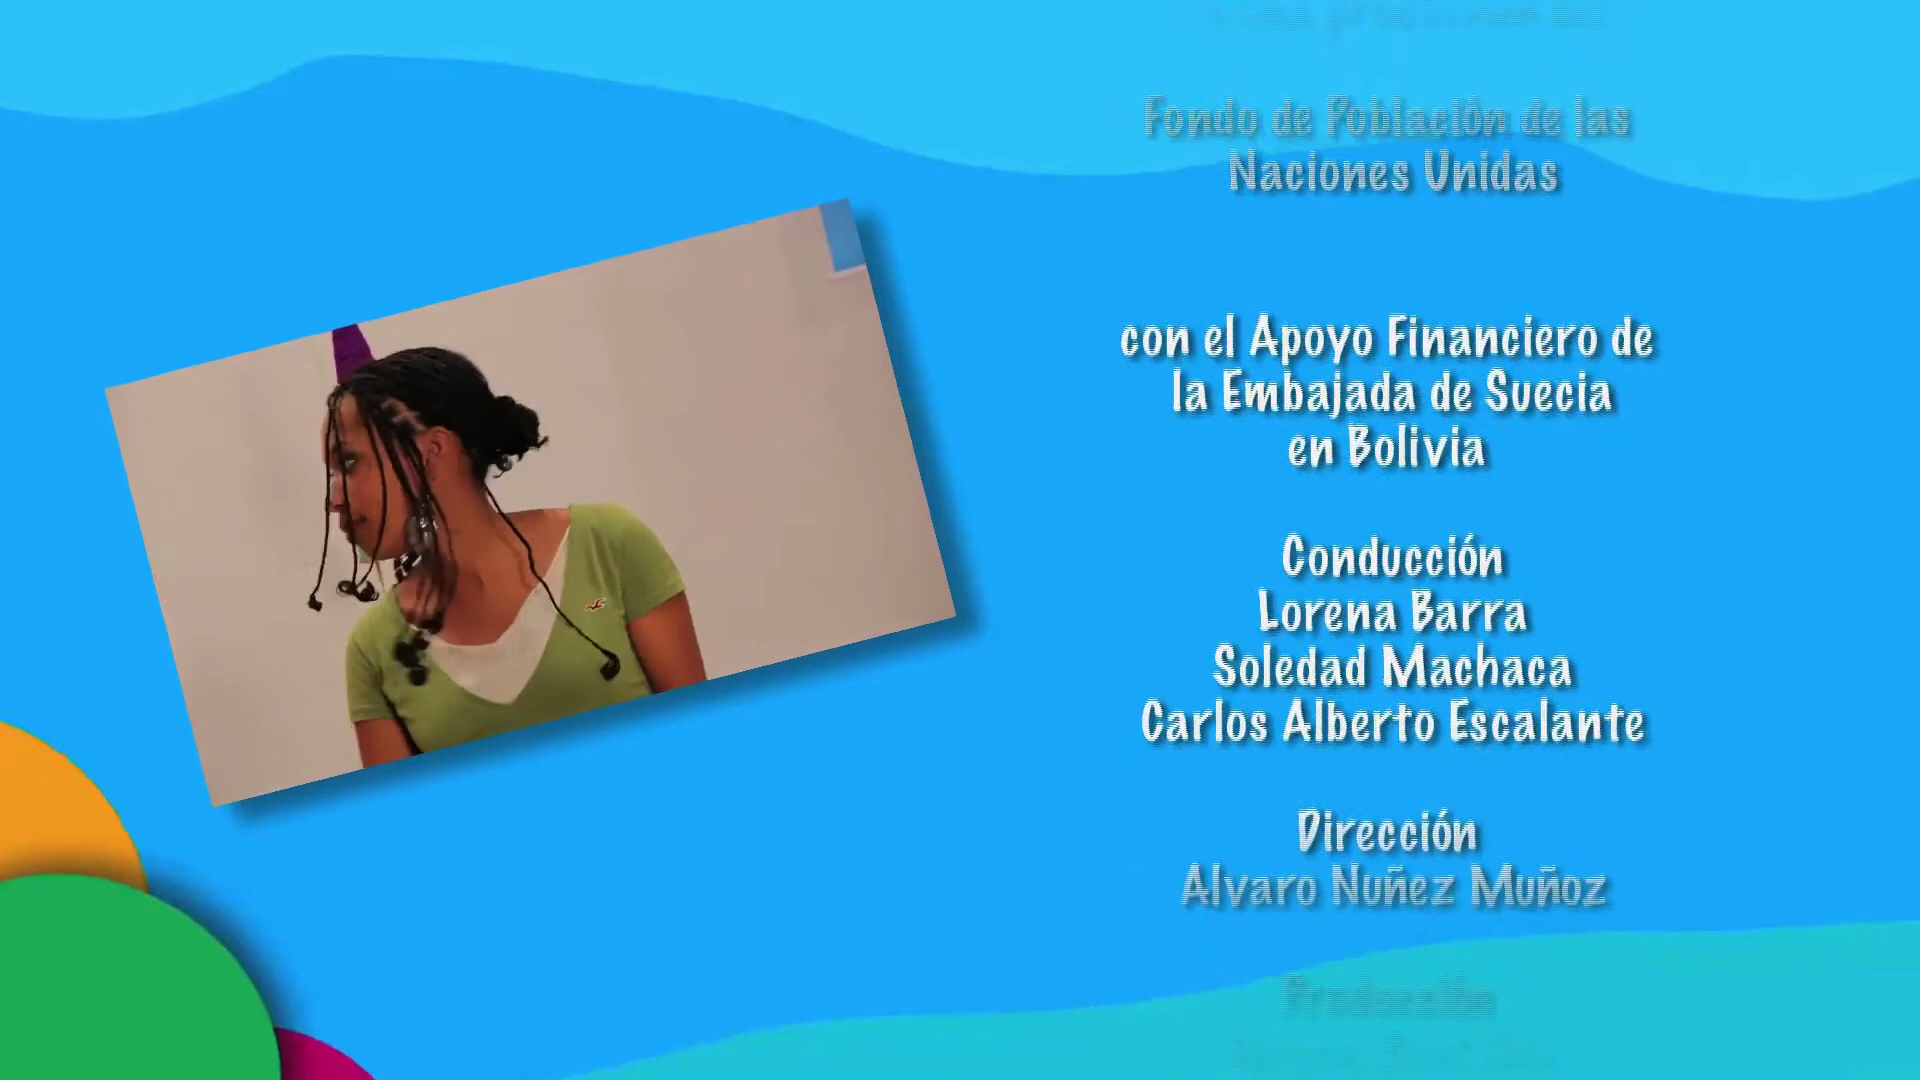 Fondo de Población de las
Naciones Unidas
con el Apoyo Financiero de
la Embajada de Suecia
en Bolivia
Conducción
Lorena Barra
Soledad Machaca
Carlos Alberto Escalante
Dirección
Alvaro Nuñez Muñoz
Producción